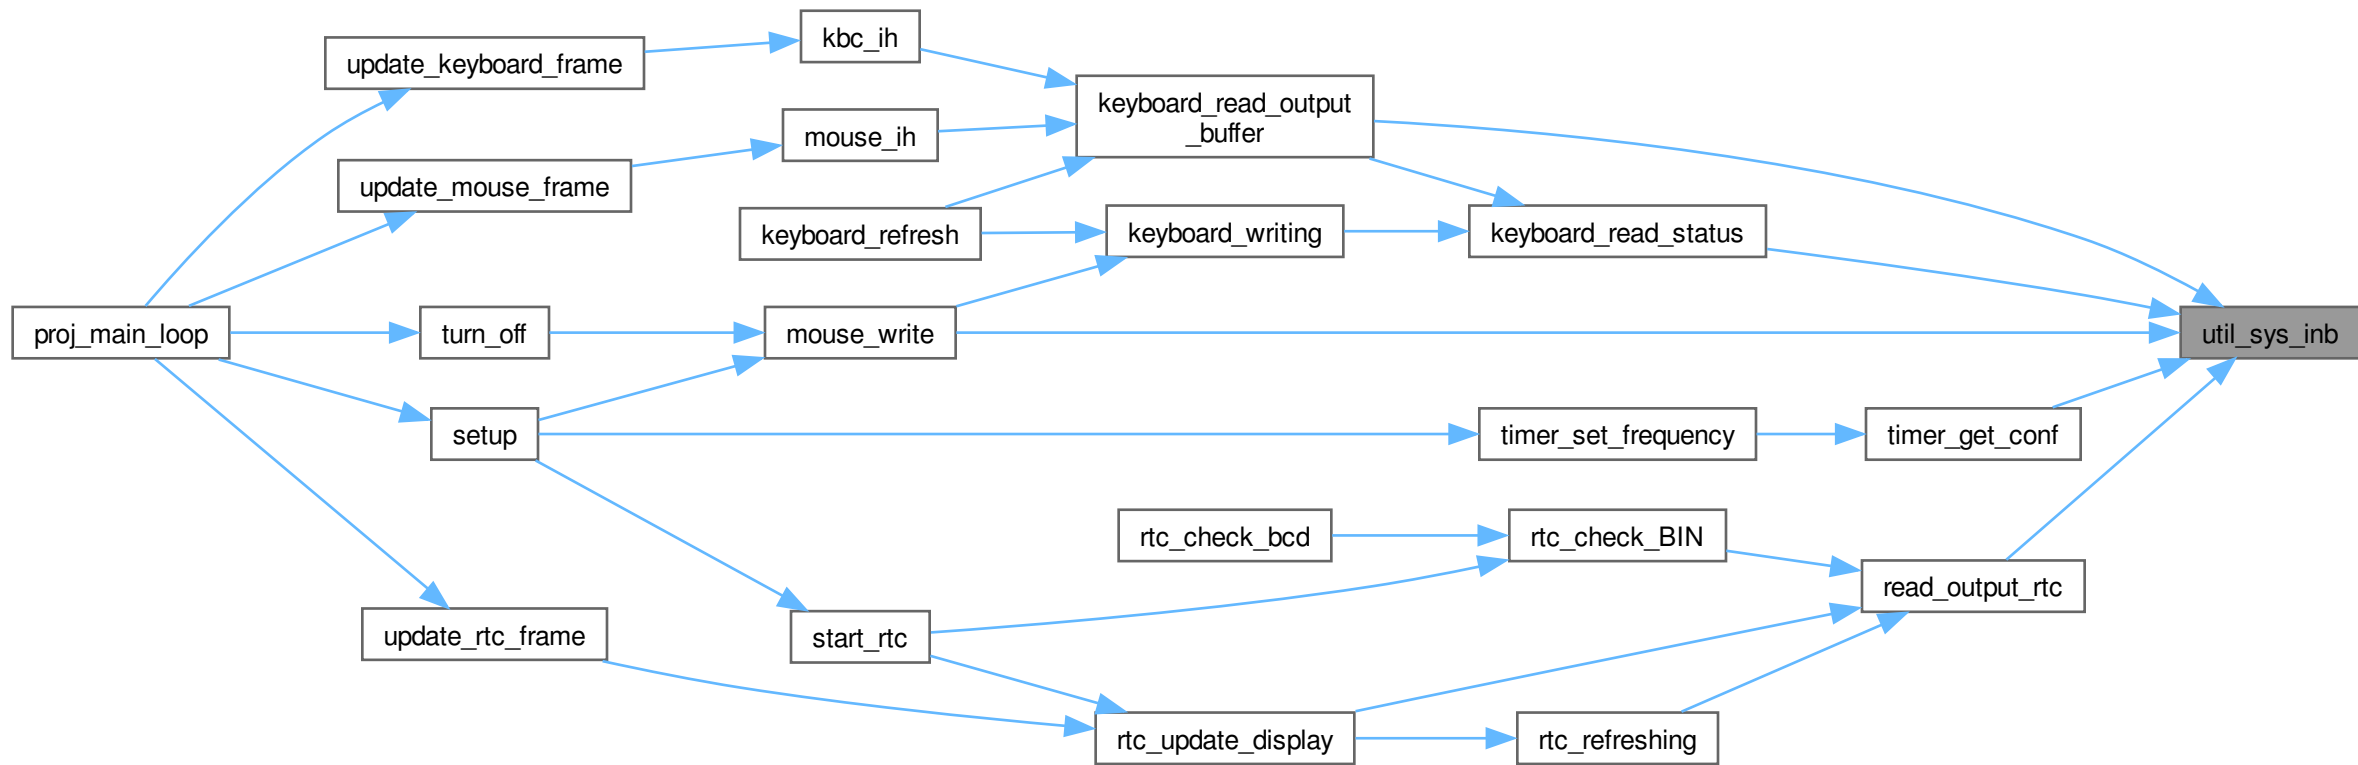 kbc_ih
update_keyboard_frame
keyboard_read_output
_buffer
mouse_ih
update_mouse_frame
keyboard_refresh
keyboard_writing
keyboard_read_status
proj_main_loop
turn_off
mouse_write
util_sys_inb
setup
timer_set_frequency
timer_get_conf
rtc_check_bcd
rtc_check_BIN
read_output_rtc
update_rtc_frame
start_rtc
rtc_update_display
rtc_refreshing